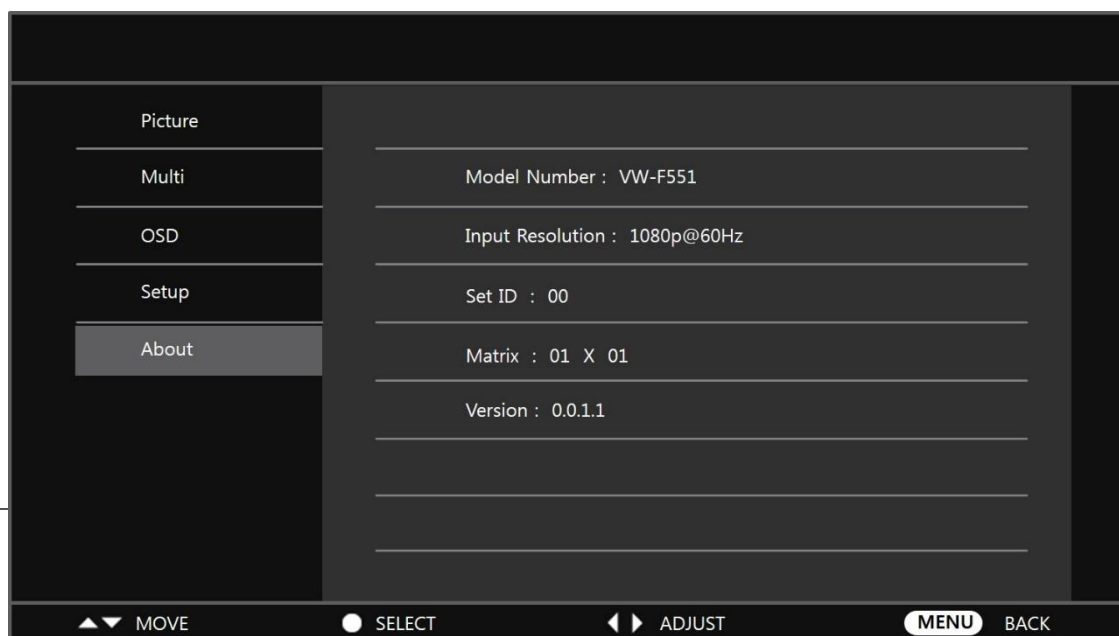 Picture
Multi
OSD
Setup
About
Model Number : VW-F551
Input Resolution : 1080p@60Hz
Set ID : 00
Matrix : 01 X 01
Version : 0.0.1.1
MOVE SELECT ADJUST MENU BACK